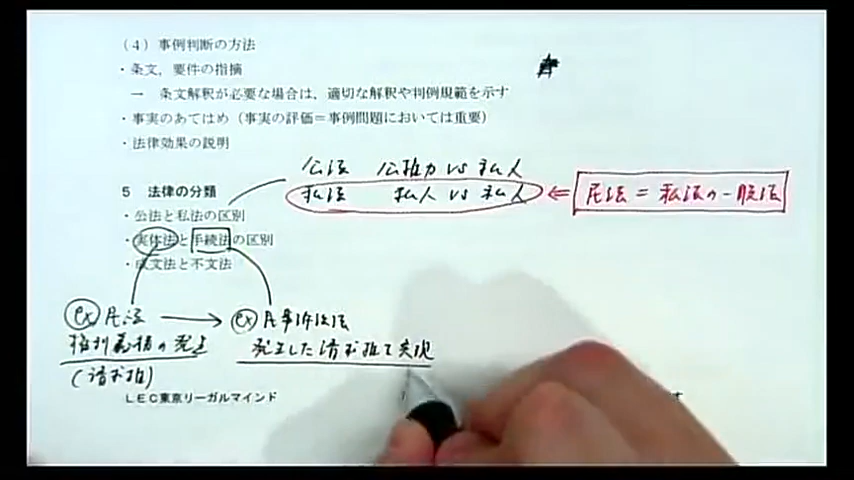 (4) 事例判断の方法
・条文，要件の指摘
→ 条文解釈が必要な場合は、適切な解釈や判例規範を示す
・事実のあてはめ（事実の評価＝事例問題においては重要）
・法律効果の説明
公法 公権力 vs 私人
私法 私人 vs 私人 ⇐ 民法 = 私法の一般法
5 法律の分類
・公法と私法の区別
・実体法と手続法の区別
・成文法と不文法
ex 民法 → ex 民事訴訟法
権利義務の発生 発生した請求権を実現
(請求権)
LEC東京リーガルマインド